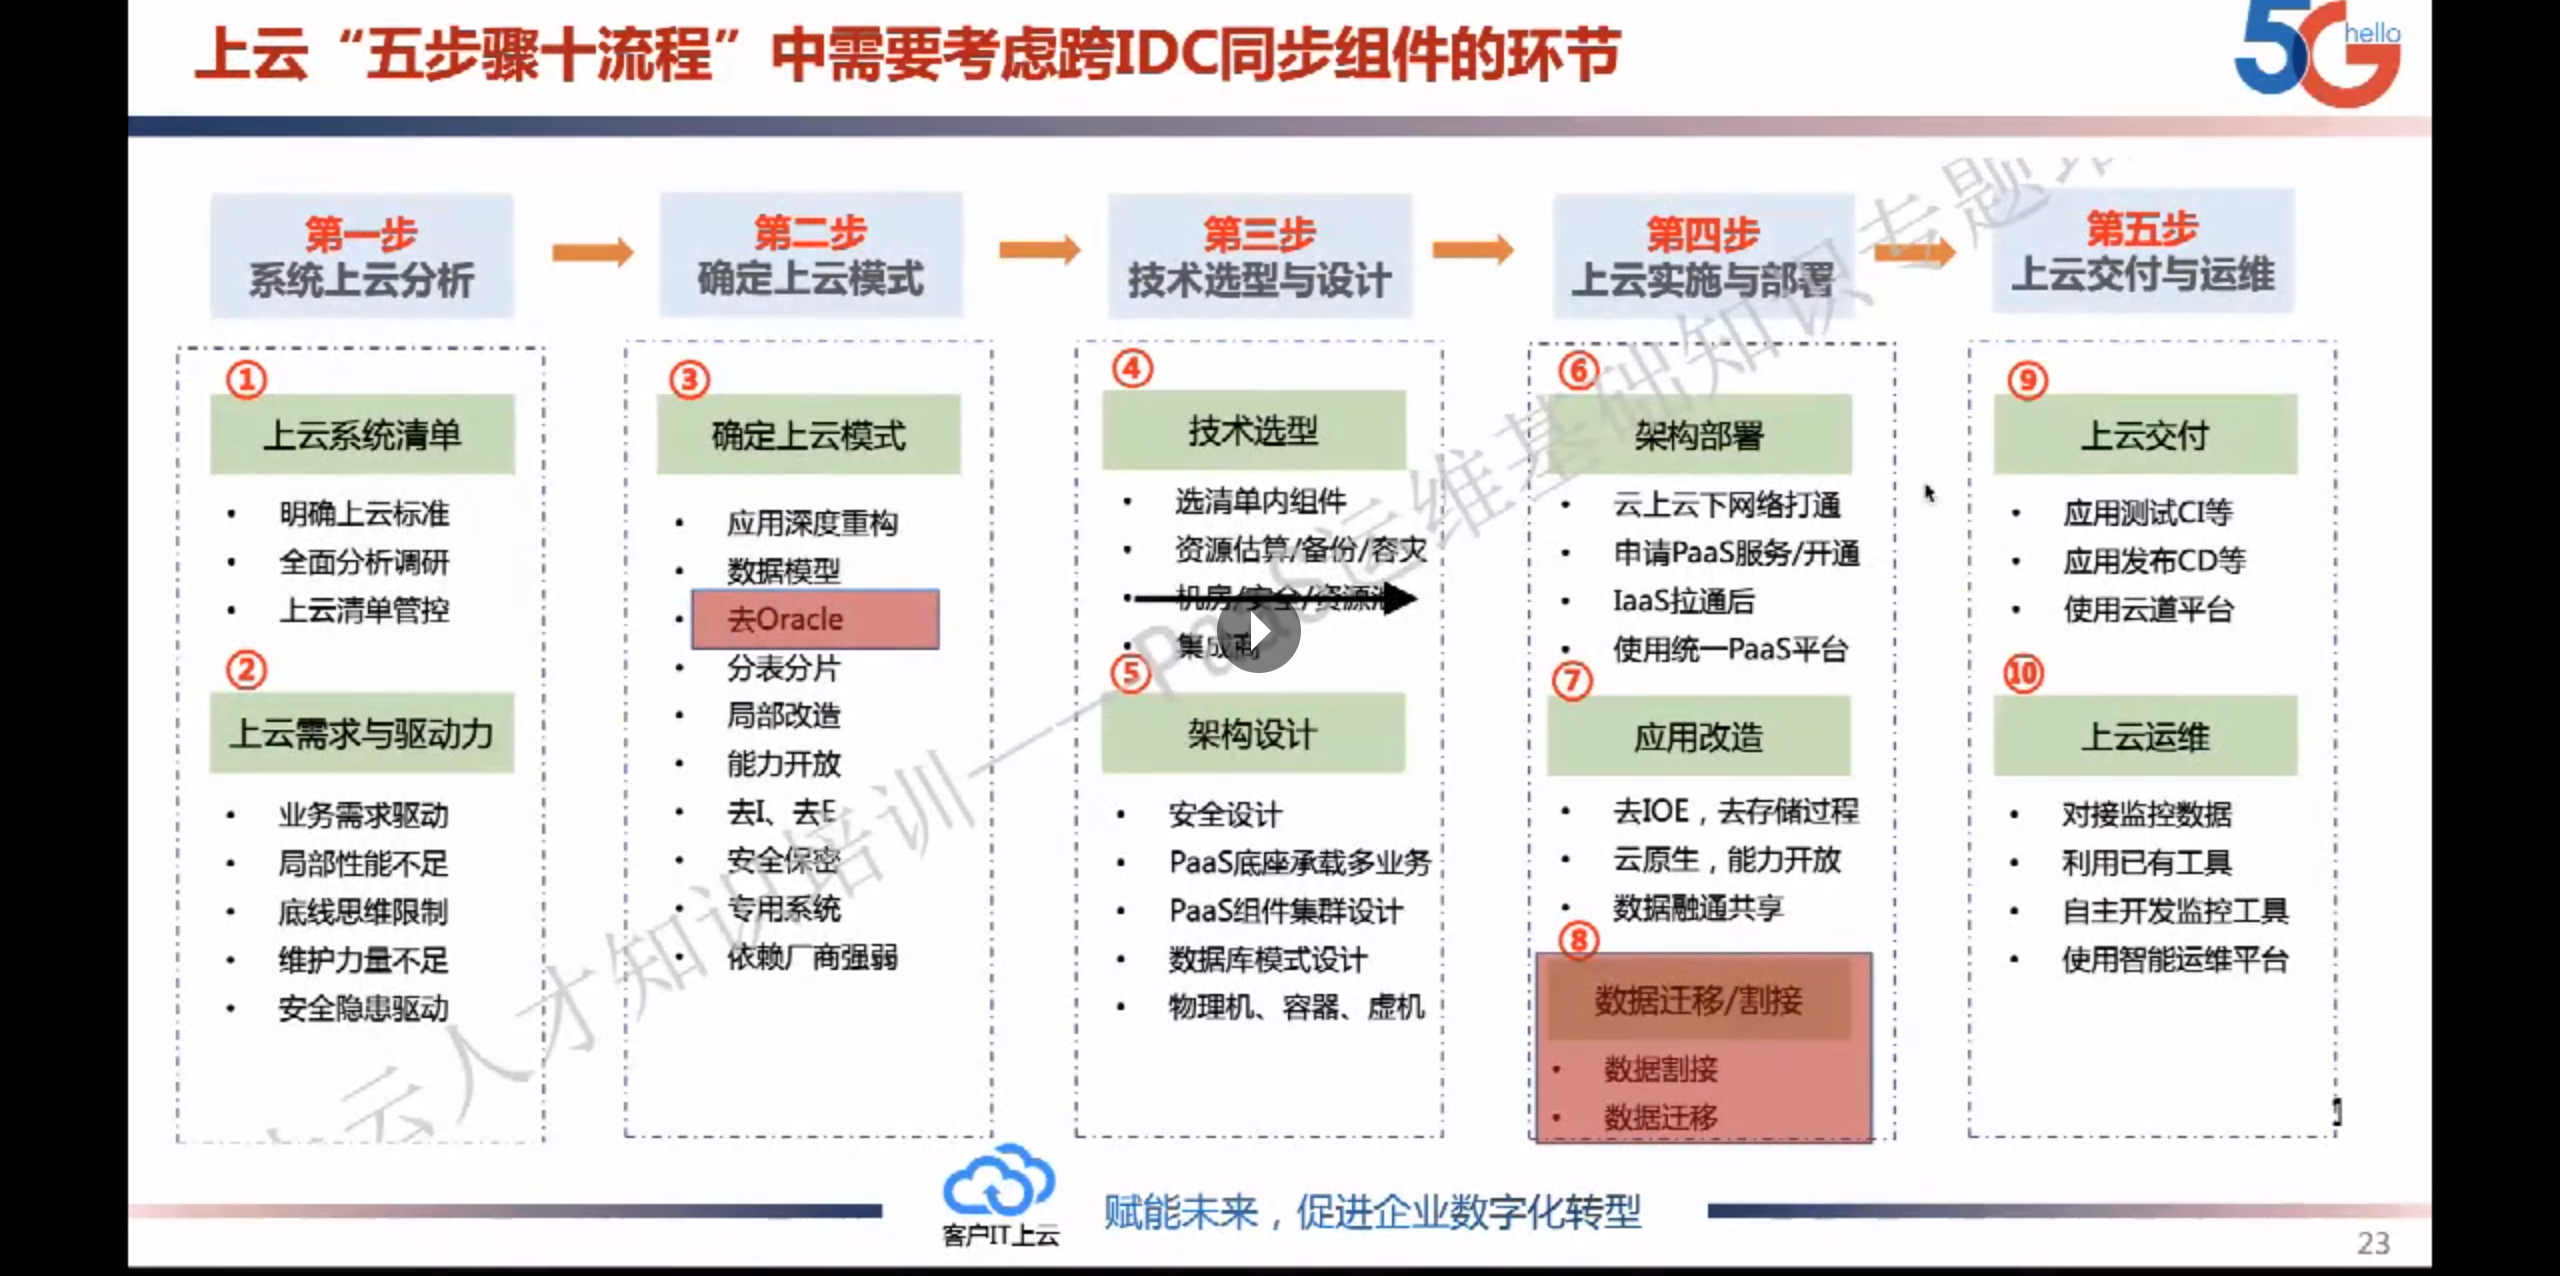 上云“五步骤十流程”中需要考虑跨IDC同步组件的环节
5G
hello
第一步
系统上云分析
第二步
确定上云模式
第三步
技术选型与设计
第四步
上云实施与部署
第五步
上云交付与运维
①
上云系统清单
• 明确上云标准
• 全面分析调研
• 上云清单管控
②
上云需求与驱动力
• 业务需求驱动
• 局部性能不足
• 底线思维限制
• 维护力量不足
• 安全隐患驱动
③
确定上云模式
• 应用深度重构
• 数据模型
• 去Oracle
• 分表分片
• 局部改造
• 能力开放
• 去I、去E
• 安全保密
• 专用系统
• 依赖厂商强弱
④
技术选型
• 选清单内组件
• 资源估算/备份/容灾
• 机房/安全/资源池
• 集成商
⑤
架构设计
• 安全设计
• PaaS底座承载多业务
• PaaS组件集群设计
• 数据库模式设计
• 物理机、容器、虚机
⑥
架构部署
• 云上云下网络打通
• 申请PaaS服务/开通
• IaaS拉通后
• 使用统一PaaS平台
⑦
应用改造
• 去IOE，去存储过程
• 云原生，能力开放
• 数据融通共享
⑧
数据迁移/割接
• 数据割接
• 数据迁移
⑨
上云交付
• 应用测试CI等
• 应用发布CD等
• 使用云道平台
⑩
上云运维
• 对接监控数据
• 利用已有工具
• 自主开发监控工具
• 使用智能运维平台
上云人才知识培训——PaaS运维基础知识专题
客户IT上云
赋能未来，促进企业数字化转型
23